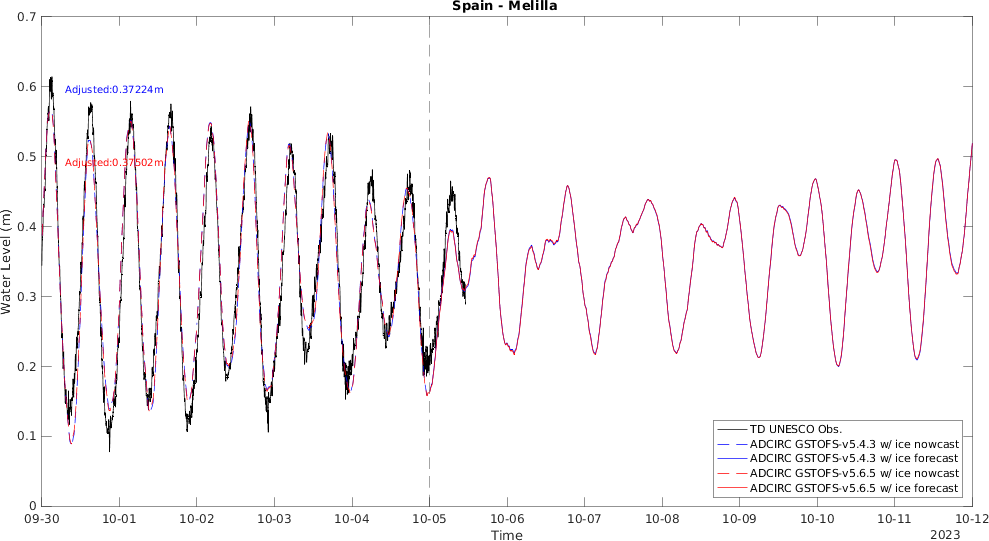 Spain - Melilla
0.7
0.6
0.5
0.4
0.3
0.2
0.1
0
Water Level (m)
Adjusted:0.37224m
Adjusted:0.37502m
TD UNESCO Obs.
ADCIRC GSTOFS-v5.4.3 w/ ice nowcast
ADCIRC GSTOFS-v5.4.3 w/ ice forecast
ADCIRC GSTOFS-v5.6.5 w/ ice nowcast
ADCIRC GSTOFS-v5.6.5 w/ ice forecast
09-30 10-01 10-02 10-03 10-04 10-05 10-06 10-07 10-08 10-09 10-10 10-11 10-12
Time
2023